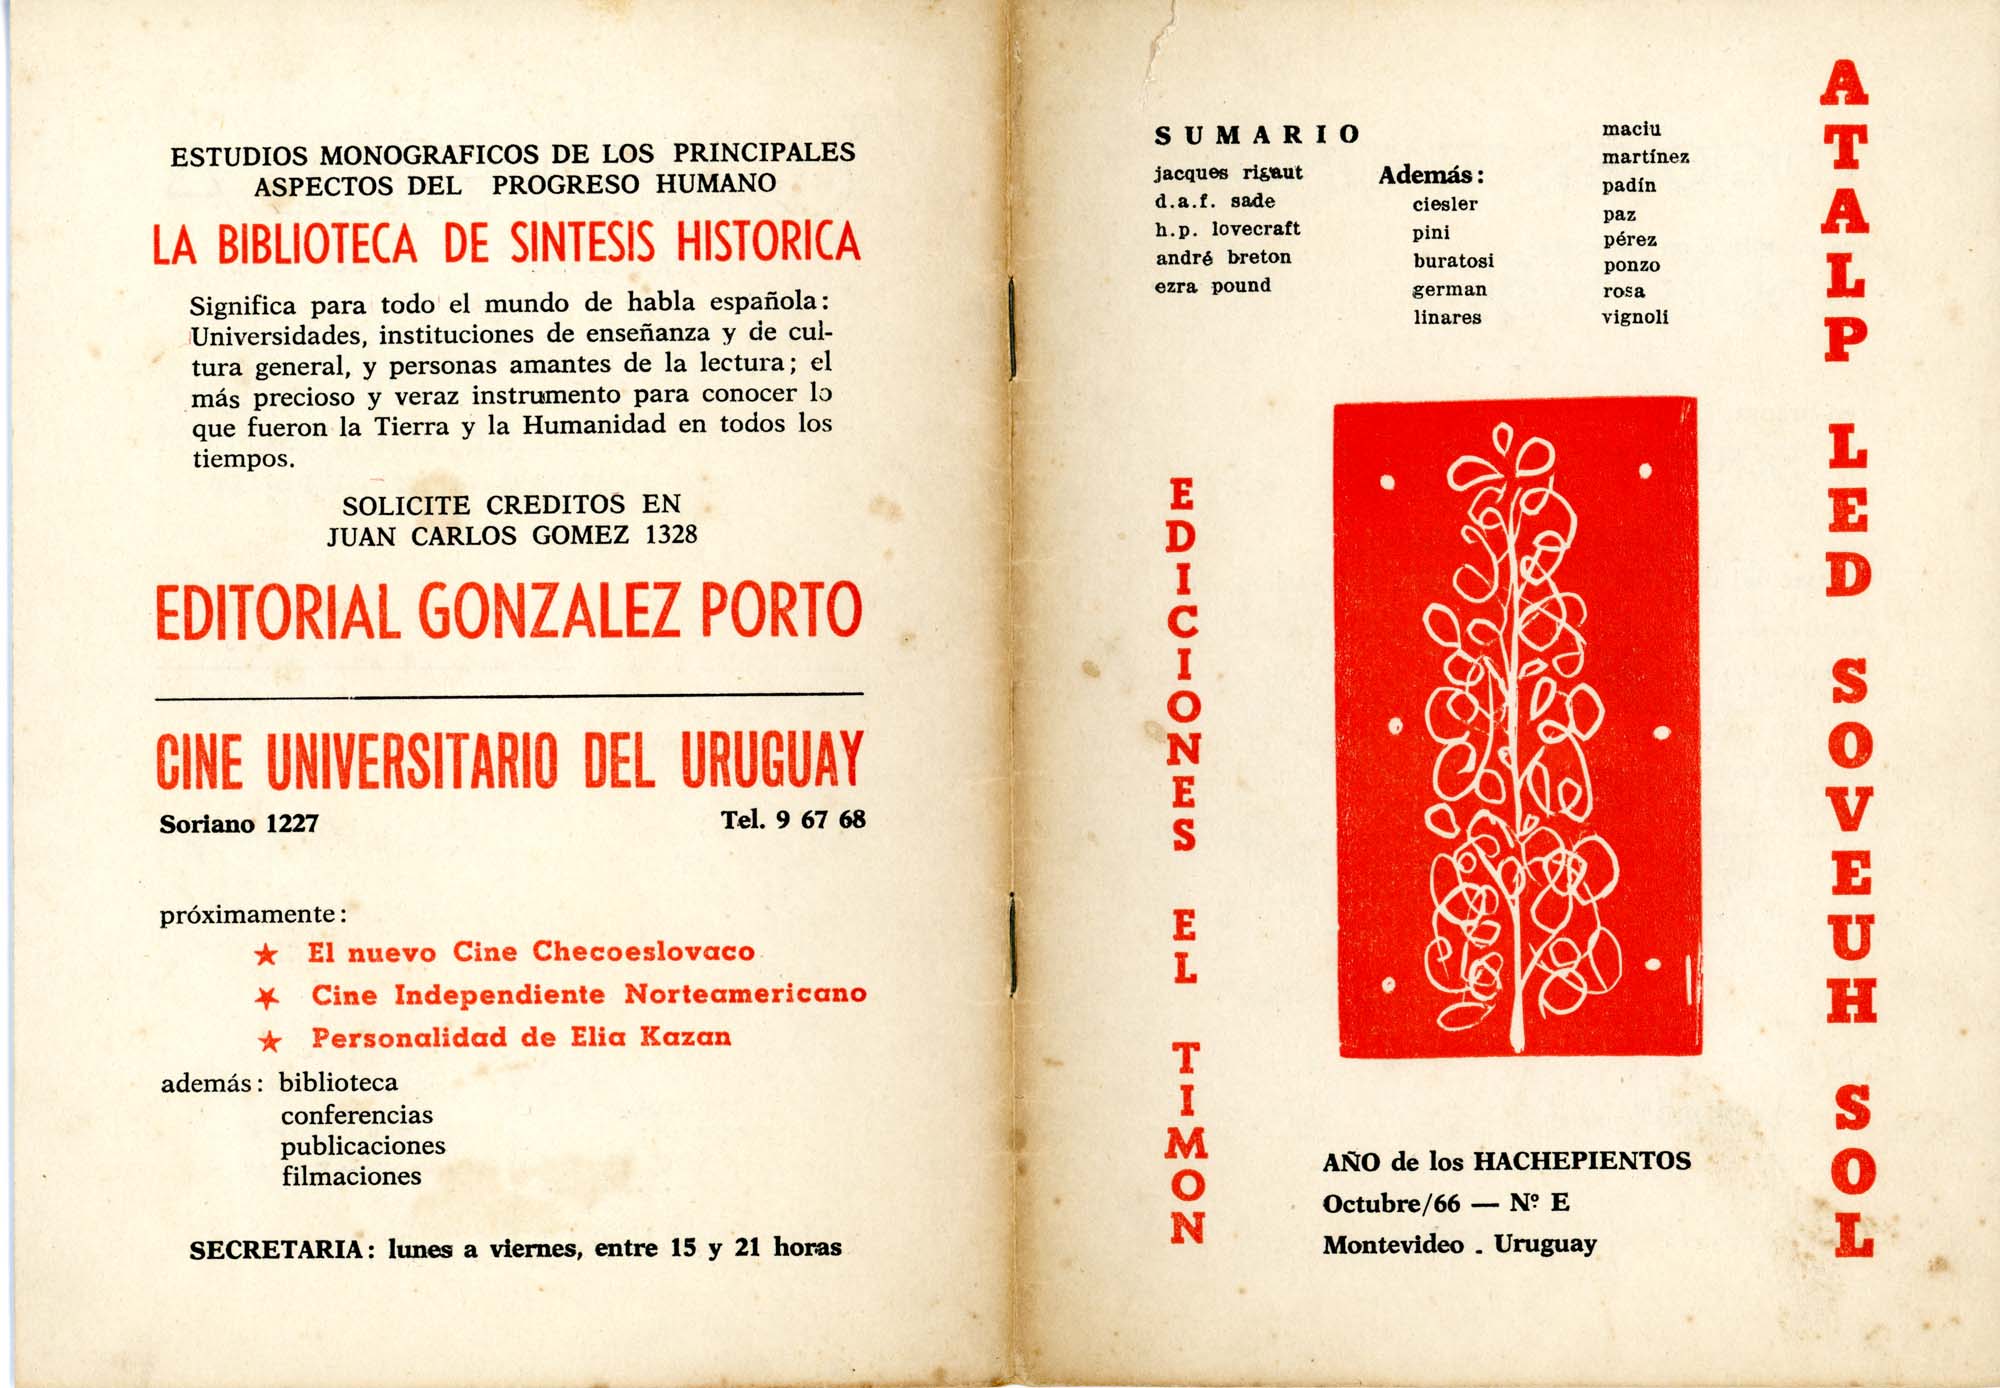 ESTUDIOS MONOGRAFICOS DE LOS PRINCIPALES
ASPECTOS DEL PROGRESO HUMANO
LA BIBLIOTECA DE SINTESIS HISTORICA
Significa para todo el mundo de habla española:
Universidades, instituciones de enseñanza y de cul-
tura general, y personas amantes de la lectura; el
más precioso y veraz instrumento para conocer lo
que fueron la Tierra y la Humanidad en todos los
tiempos.
SOLICITE CREDITOS EN
JUAN CARLOS GOMEZ 1328
EDITORIAL GONZALEZ PORTO
CINE UNIVERSITARIO DEL URUGUAY
Soriano 1227 Tel. 9 67 68
próximamente:
★ El nuevo Cine Checoeslovaco
★ Cine Independiente Norteamericano
★ Personalidad de Elia Kazan
además: biblioteca
conferencias
publicaciones
filmaciones
SECRETARIA: lunes a viernes, entre 15 y 21 horas
SUMARIO
jacques rigaut
d.a.f. sade
h.p. lovecraft
andré breton
ezra pound
Además:
ciesler
pini
buratosi
german
linares
maciu
martínez
padín
paz
pérez
ponzo
rosa
vignoli
EDICIONES EL TIMON
AÑO de los HACHEPIENTOS
Octubre/66 — Nº E
Montevideo . Uruguay
ATALP LED SOVEUH SOL